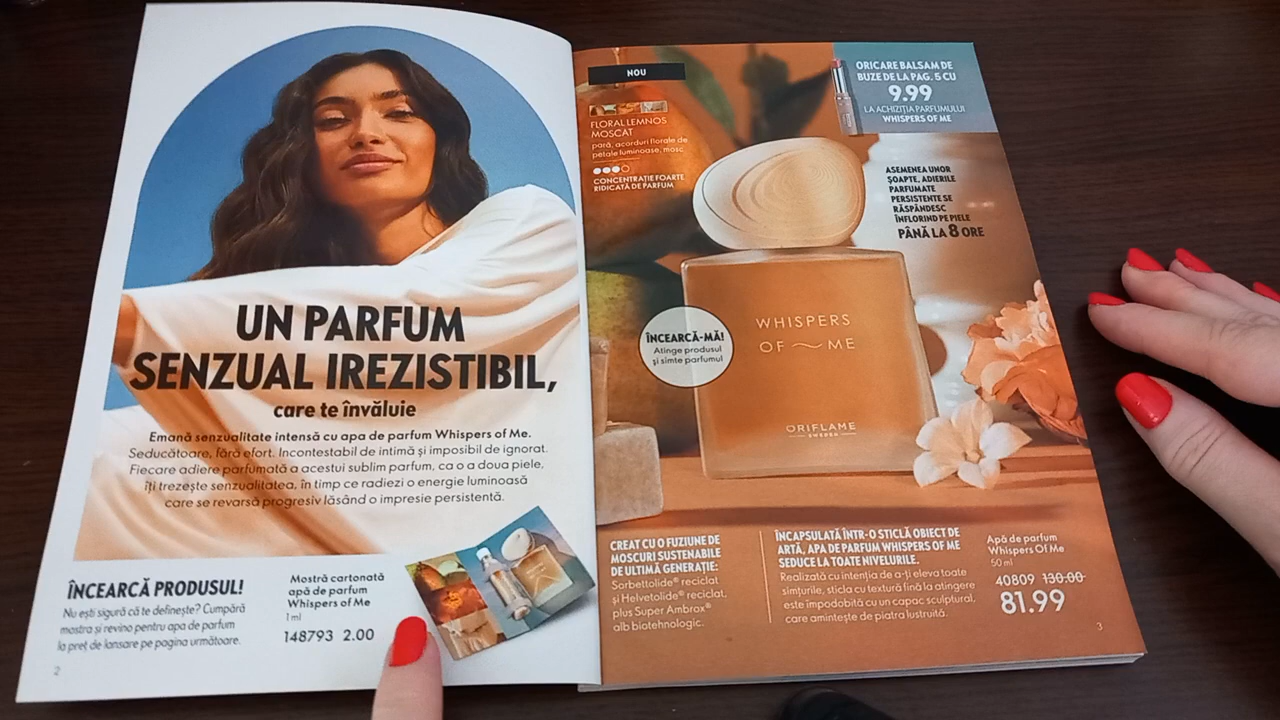 UN PARFUM
SENZUAL IREZISTIBIL,
care te învăluie
Emană senzualitate intensă cu apa de parfum Whispers of Me.
Seducătoare, fără efort. Incontestabil de intimă și imposibil de ignorat.
Fiecare adiere parfumată a acestui sublim parfum, ca o a doua piele,
îți trezește senzualitatea, în timp ce radiezi o energie luminoasă
care se revarsă progresiv lăsând o impresie persistentă.
ÎNCEARCĂ PRODUSUL!
Nu ești sigură că te definește? Cumpără
mostra și revino pentru apa de parfum
la preț de lansare pe pagina următoare.
Mostră cartonată
apă de parfum
Whispers of Me
1 ml
148793 2.00
2
NOU
FLORAL LEMNOS
MOSCAT
pară, acorduri florale de
petale luminoase, mosc
CONCENTRAȚIE FOARTE
RIDICATĂ DE PARFUM
ORICARE BALSAM DE
BUZE DE LA PAG. 5 CU
9.99
LA ACHIZIȚIA PARFUMULUI
WHISPERS OF ME
ASEMENEA UNOR
ȘOAPTE, ADIERILE
PARFUMATE
PERSISTENTE SE
RĂSPÂNDESC
ÎNFLORIND PE PIELE
PÂNĂ LA 8 ORE
ÎNCEARCĂ-MĂ!
Atinge produsul
și simte parfumul
WHISPERS
OF ~ ME
ORIFLAME
SWEDEN
CREAT CU O FUZIUNE DE
MOSCURI SUSTENABILE
DE ULTIMĂ GENERAȚIE:
Sorbettolide® reciclat
și Helvetolide® reciclat,
plus Super Ambrax®
alb biotehnologic.
ÎNCAPSULATĂ ÎNTR-O STICLĂ OBIECT DE
ARTĂ, APA DE PARFUM WHISPERS OF ME
SEDUCE LA TOATE NIVELURILE.
Realizată cu intenția de a-ți eleva toate
simțurile, sticla cu textură fină la atingere
este împodobită cu un capac sculptural,
care amintește de piatra lustruită.
Apă de parfum
Whispers Of Me
50 ml
40809 130.00
81.99
3